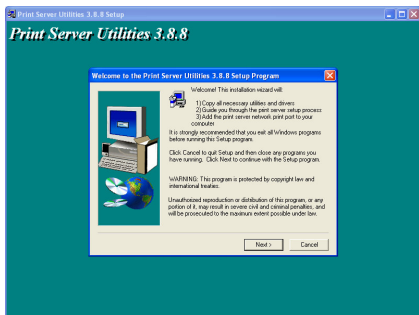 Print Server Utilities 3.8.8 Setup
Print Server Utilities 3.8.8
Welcome to the Print Server Utilities 3.8.8 Setup Program
Welcome! This installation wizard will:
1) Copy all necessary utilities and drivers
2) Guide you through the print server setup process
3) Add the print server network print port to your
computer
It is strongly recommended that you exit all Windows programs
before running this Setup program.
Click Cancel to quit Setup and then close any programs you
have running. Click Next to continue with the Setup program.
WARNING: This program is protected by copyright law and
international treaties.
Unauthorized reproduction or distribution of this program, or any
portion of it, may result in severe civil and criminal penalties, and
will be prosecuted to the maximum extent possible under law.
Next >
Cancel